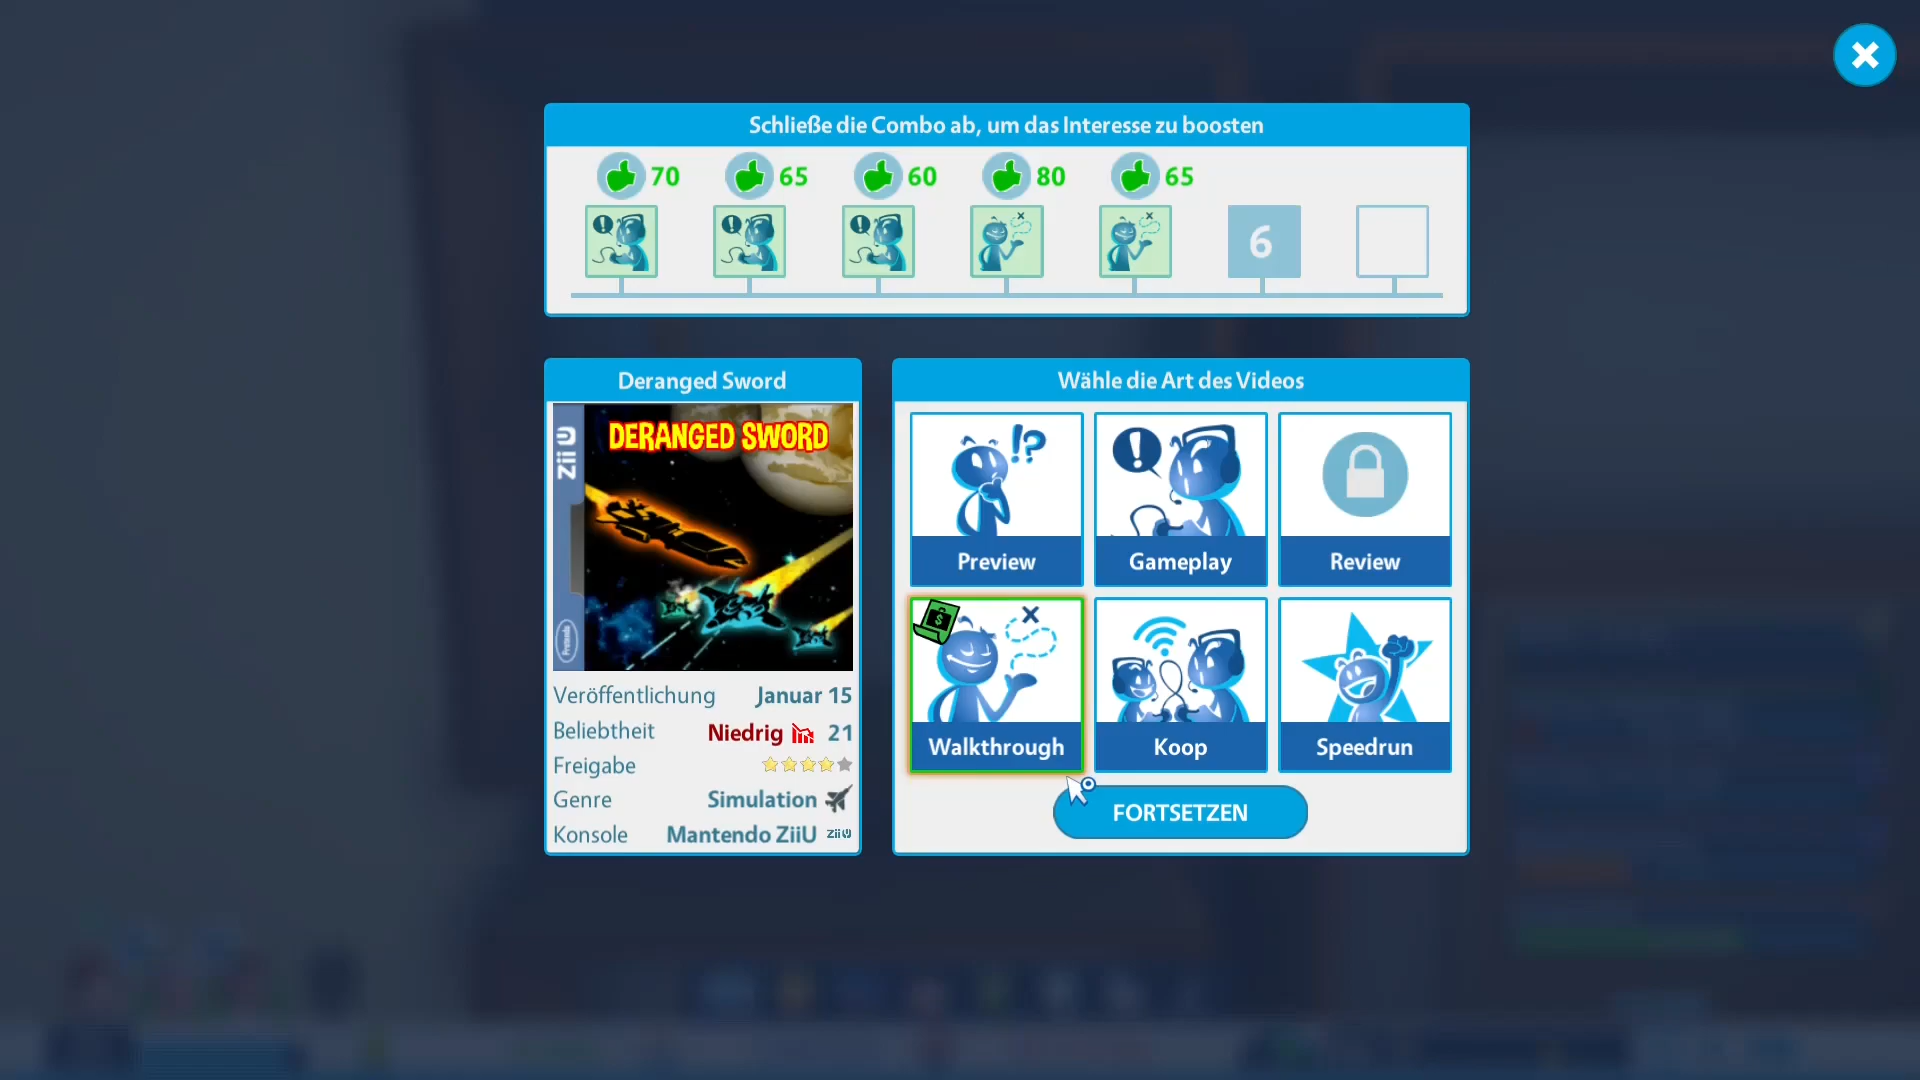 Schließe die Combo ab, um das Interesse zu boosten
70 65 60 80 65
6
Deranged Sword
Zii U
DERANGED SWORD
Veröffentlichung Januar 15
Beliebtheit Niedrig 21
Freigabe
Genre Simulation
Konsole Mantendo ZiiU Zii U
Wähle die Art des Videos
!?
Preview
!
Gameplay
Review
$
Walkthrough
Koop
Speedrun
FORTSETZEN